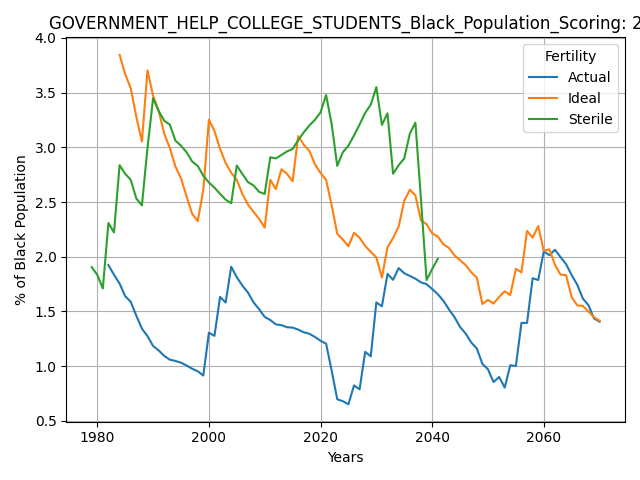 GOVERNMENT_HELP_COLLEGE_STUDENTS_Black_Population_Scoring: 2
4.0
3.5
3.0
2.5
2.0
1.5
1.0
0.5
% of Black Population
Fertility
Actual
Ideal
Sterile
1980
2000
2020
2040
2060
Years